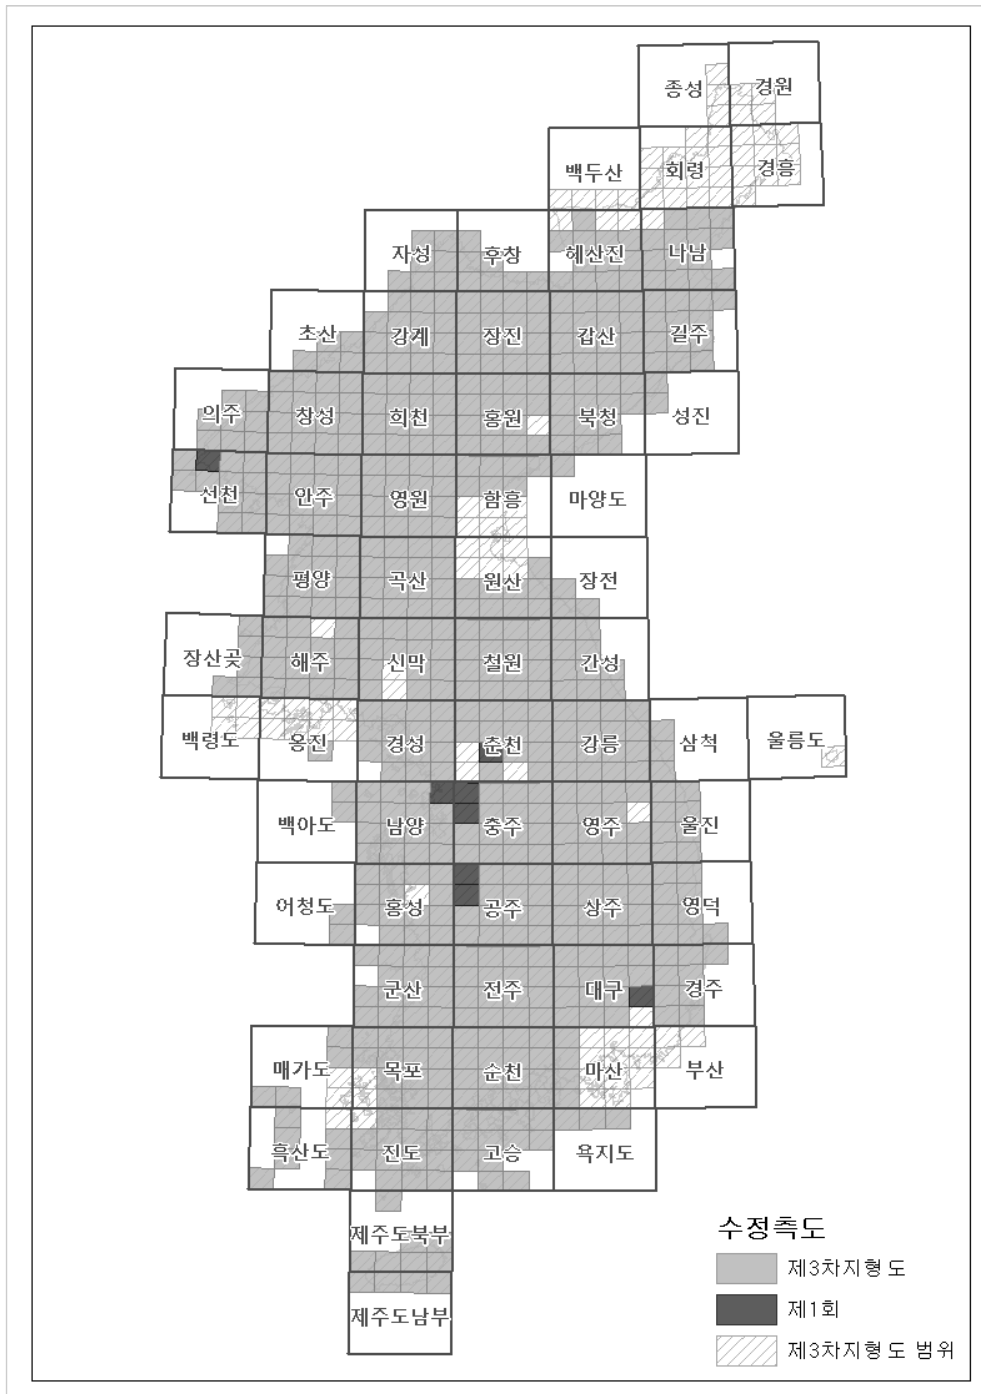 종성 경원
백두산 회령 경흥
자성 후창 혜산진 나남
초산 강계 장진 갑산 길주
의주 창성 희천 홍원 북청 성진
선천 안주 영원 함흥 마양도
평양 곡산 원산 장전
장산곶 해주 신막 철원 간성
백령도 옹진 경성 춘천 강릉 삼척 울릉도
백아도 남양 충주 영주 울진
어청도 홍성 공주 상주 영덕
군산 전주 대구 경주
매가도 목포 순천 마산 부산
흑산도 진도 고승 욕지도
제주도북부
제주도남부
수정측도
제3차지형도
제1회
제3차지형도 범위